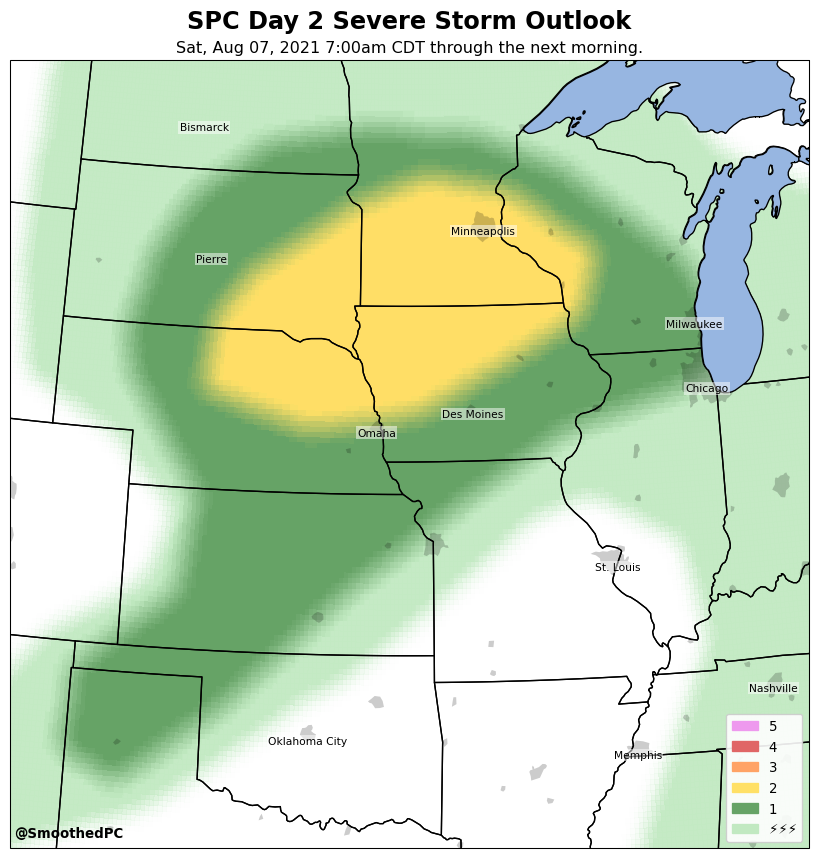 SPC Day 2 Severe Storm Outlook
Sat, Aug 07, 2021 7:00am CDT through the next morning.
Bismarck
Minneapolis
Pierre
Milwaukee
Chicago
Des Moines
Omaha
St. Louis
Nashville
Oklahoma City
Memphis
5
4
3
2
1
⚡⚡⚡
@SmoothedPC